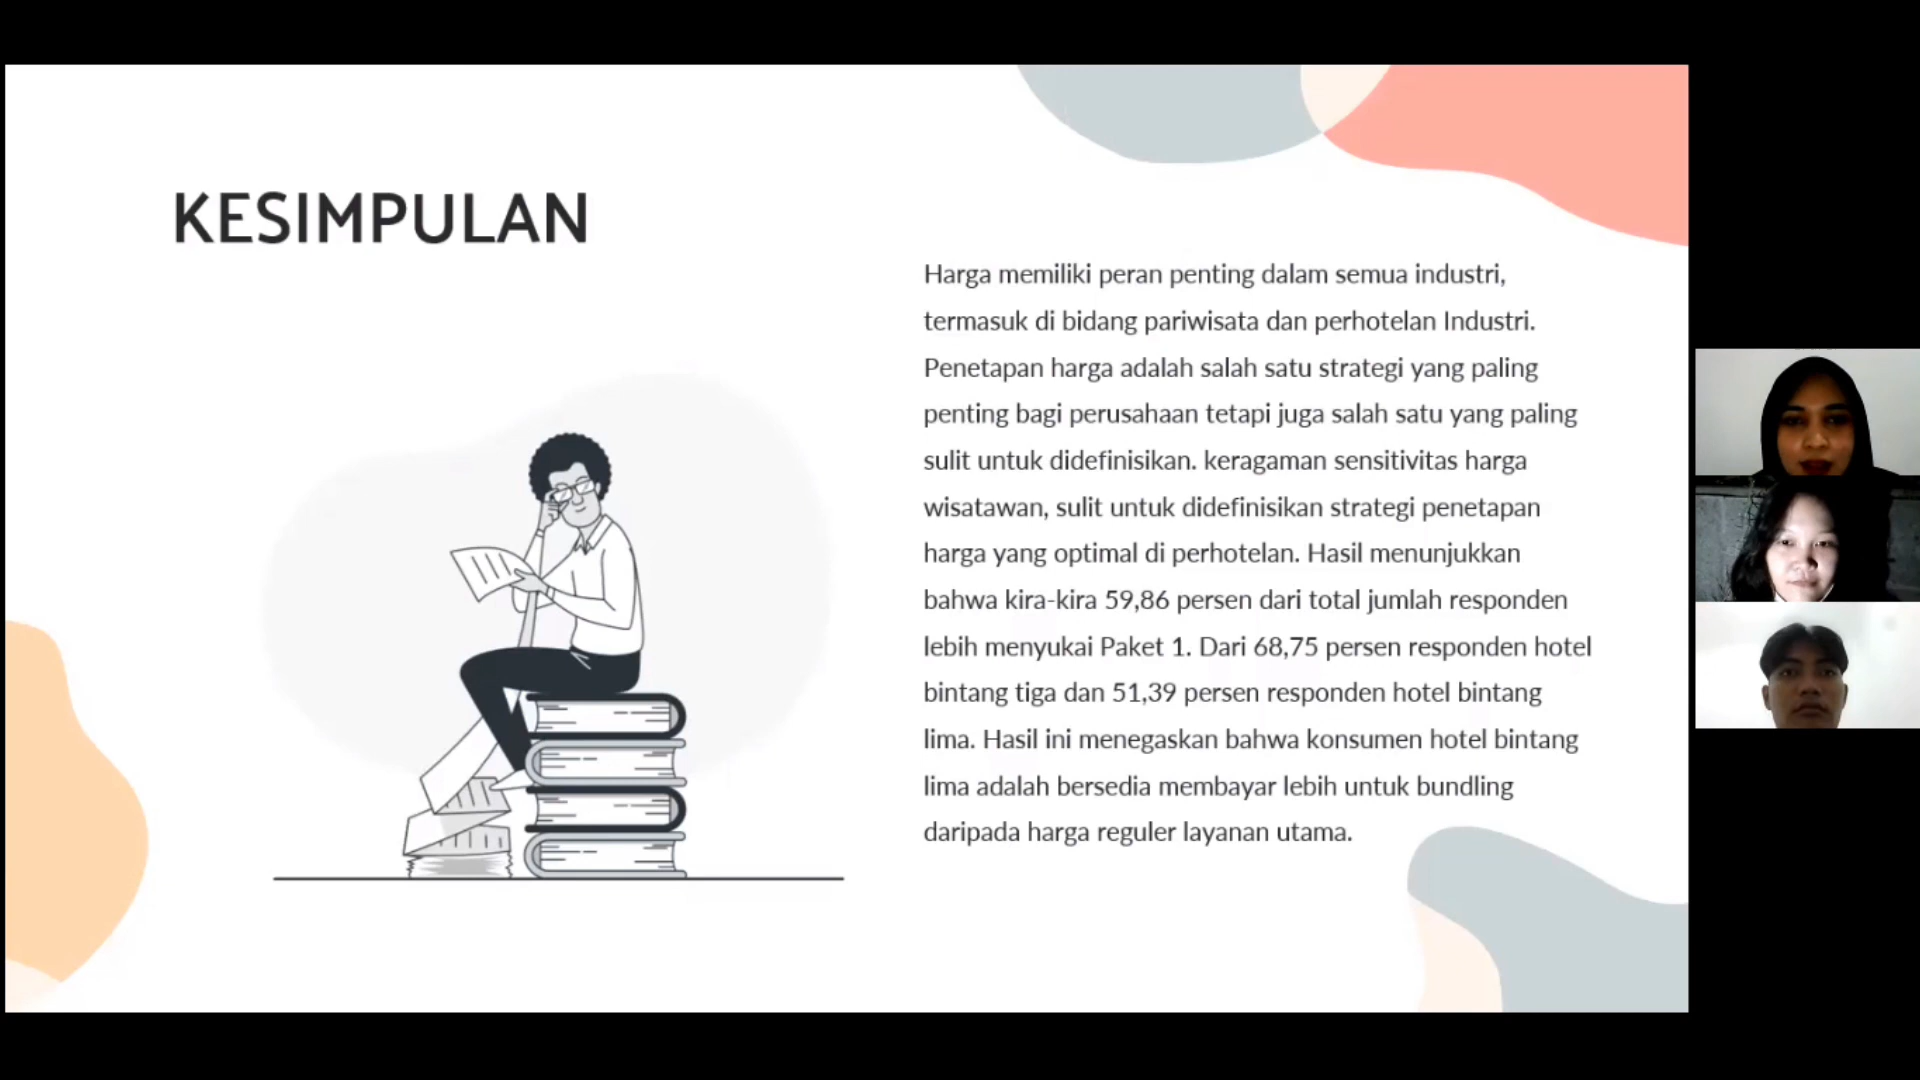 KESIMPULAN
Harga memiliki peran penting dalam semua industri,
termasuk di bidang pariwisata dan perhotelan Industri.
Penetapan harga adalah salah satu strategi yang paling
penting bagi perusahaan tetapi juga salah satu yang paling
sulit untuk didefinisikan. keragaman sensitivitas harga
wisatawan, sulit untuk didefinisikan strategi penetapan
harga yang optimal di perhotelan. Hasil menunjukkan
bahwa kira-kira 59,86 persen dari total jumlah responden
lebih menyukai Paket 1. Dari 68,75 persen responden hotel
bintang tiga dan 51,39 persen responden hotel bintang
lima. Hasil ini menegaskan bahwa konsumen hotel bintang
lima adalah bersedia membayar lebih untuk bundling
daripada harga reguler layanan utama.